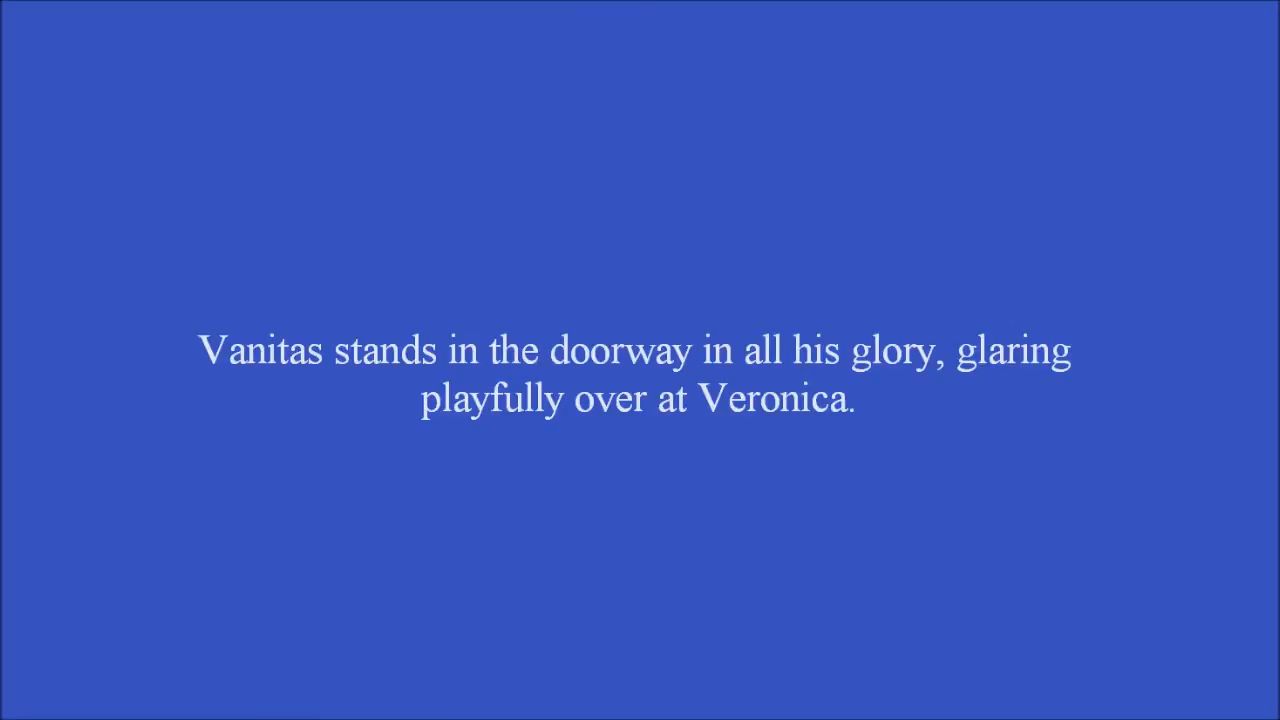 Vanitas stands in the doorway in all his glory, glaring
playfully over at Veronica.